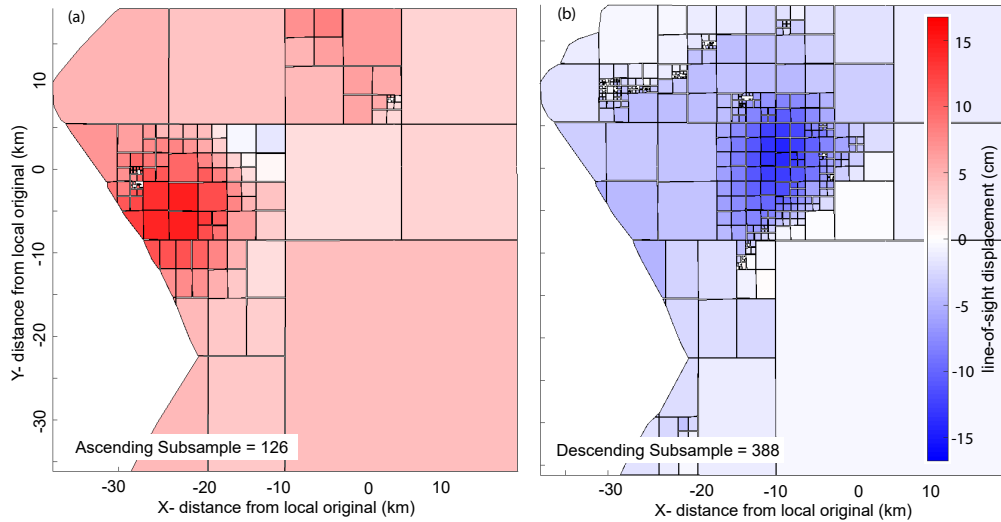 (a)
(b)
10
0
-10
-20
-30
Y- distance from local original (km)
Ascending Subsample = 126
-30
-20
-10
0
10
X- distance from local original (km)
Descending Subsample = 388
-30
-20
-10
0
10
X- distance from local original (km)
15
10
5
0
-5
-10
-15
line-of-sight displacement (cm)